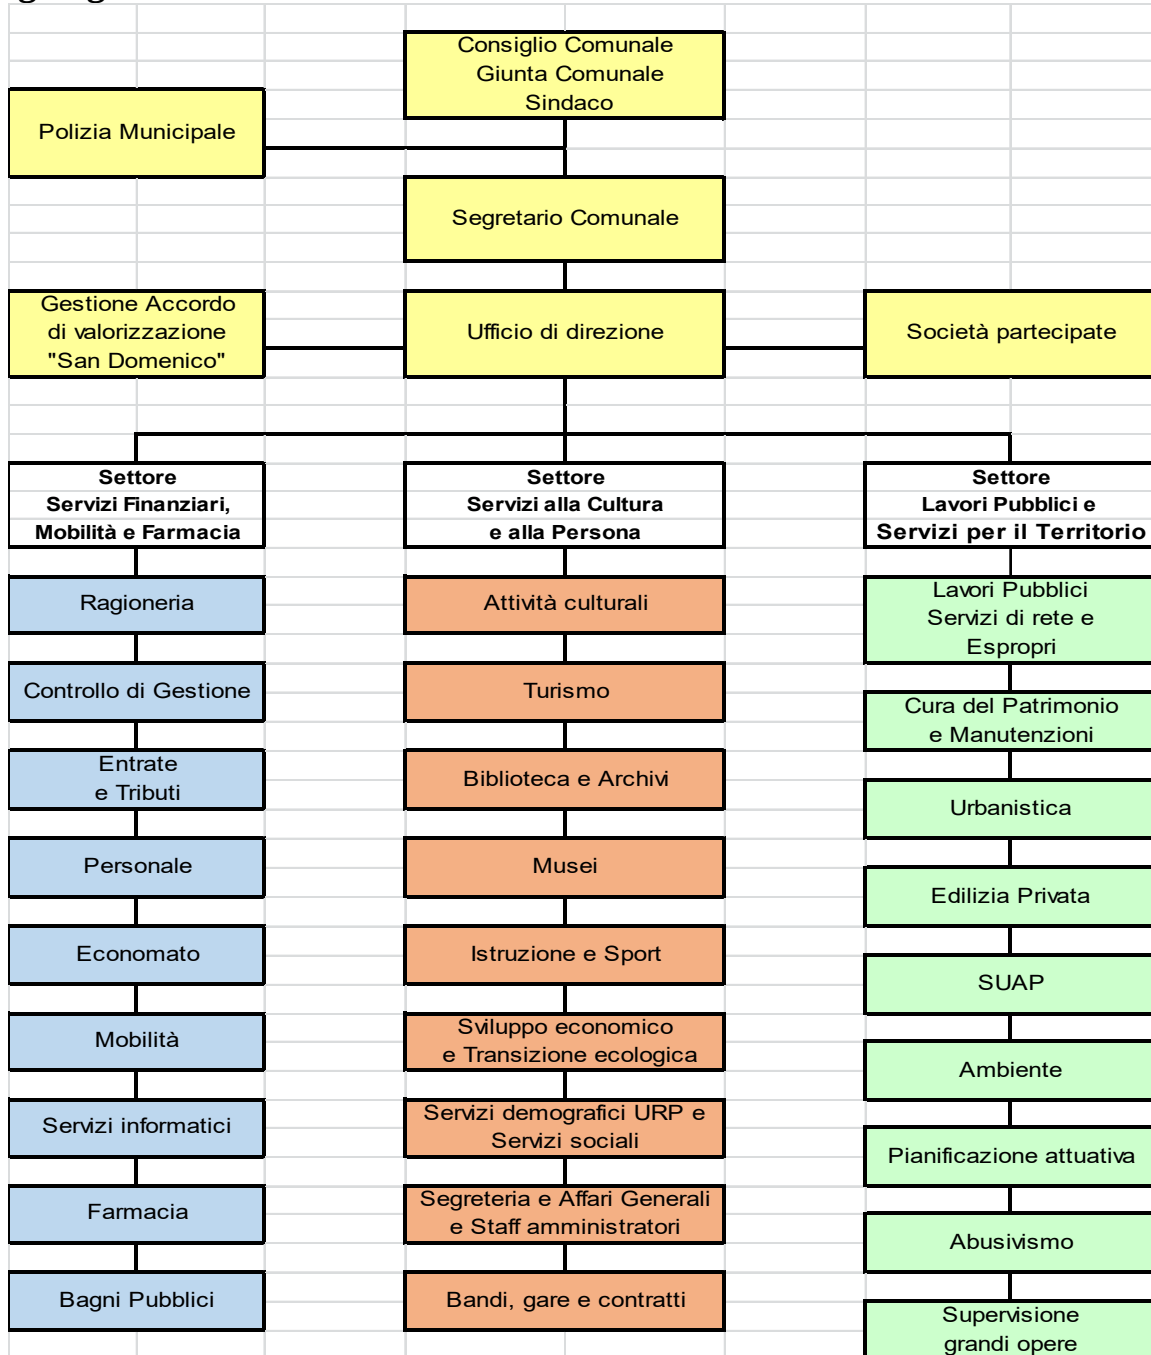 Consiglio Comunale
Giunta Comunale
Sindaco
Polizia Municipale
Segretario Comunale
Gestione Accordo
di valorizzazione
"San Domenico"
Ufficio di direzione
Società partecipate
Settore
Servizi Finanziari,
Mobilità e Farmacia
Settore
Servizi alla Cultura
e alla Persona
Settore
Lavori Pubblici e
Servizi per il Territorio
Ragioneria
Controllo di Gestione
Entrate
e Tributi
Personale
Economato
Mobilità
Servizi informatici
Farmacia
Bagni Pubblici
Attività culturali
Turismo
Biblioteca e Archivi
Musei
Istruzione e Sport
Sviluppo economico
e Transizione ecologica
Servizi demografici URP e
Servizi sociali
Segreteria e Affari Generali
e Staff amministratori
Bandi, gare e contratti
Lavori Pubblici
Servizi di rete e
Espropri
Cura del Patrimonio
e Manutenzioni
Urbanistica
Edilizia Privata
SUAP
Ambiente
Pianificazione attuativa
Abusivismo
Supervisione
grandi opere